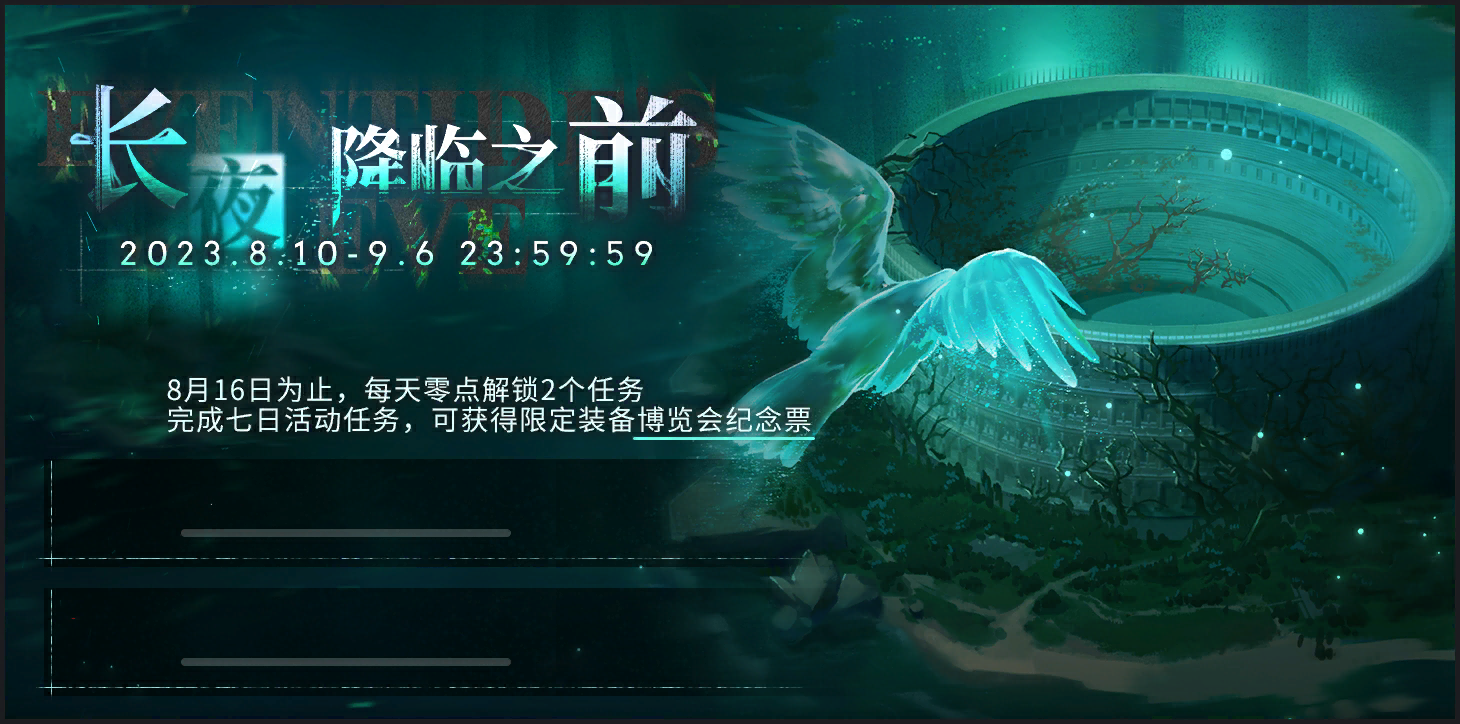 EVENTIDE'S
EVE
长夜降临之前
2023.8.10-9.6 23:59:59
8月16日为止，每天零点解锁2个任务
完成七日活动任务，可获得限定装备博览会纪念票